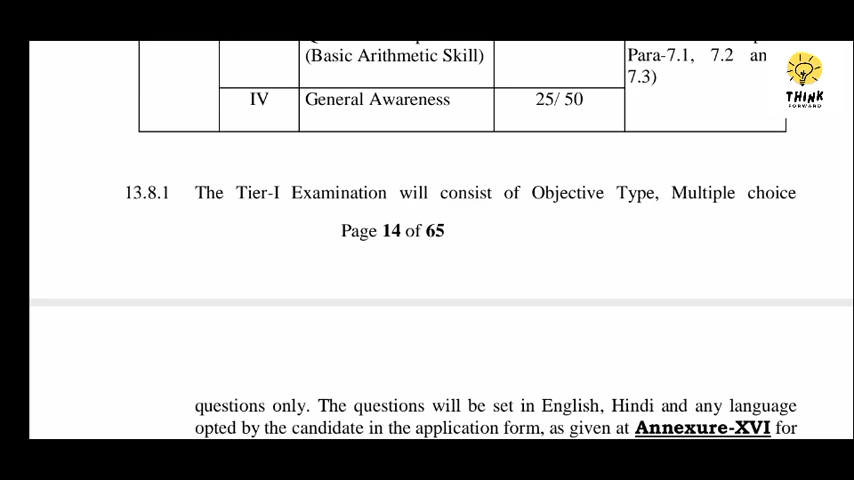 (Basic Arithmetic Skill)
Para-7.1, 7.2 an
7.3)
IV General Awareness 25/ 50
THINK
FORWARD
13.8.1 The Tier-I Examination will consist of Objective Type, Multiple choice
Page 14 of 65
questions only. The questions will be set in English, Hindi and any language
opted by the candidate in the application form, as given at Annexure-XVI for